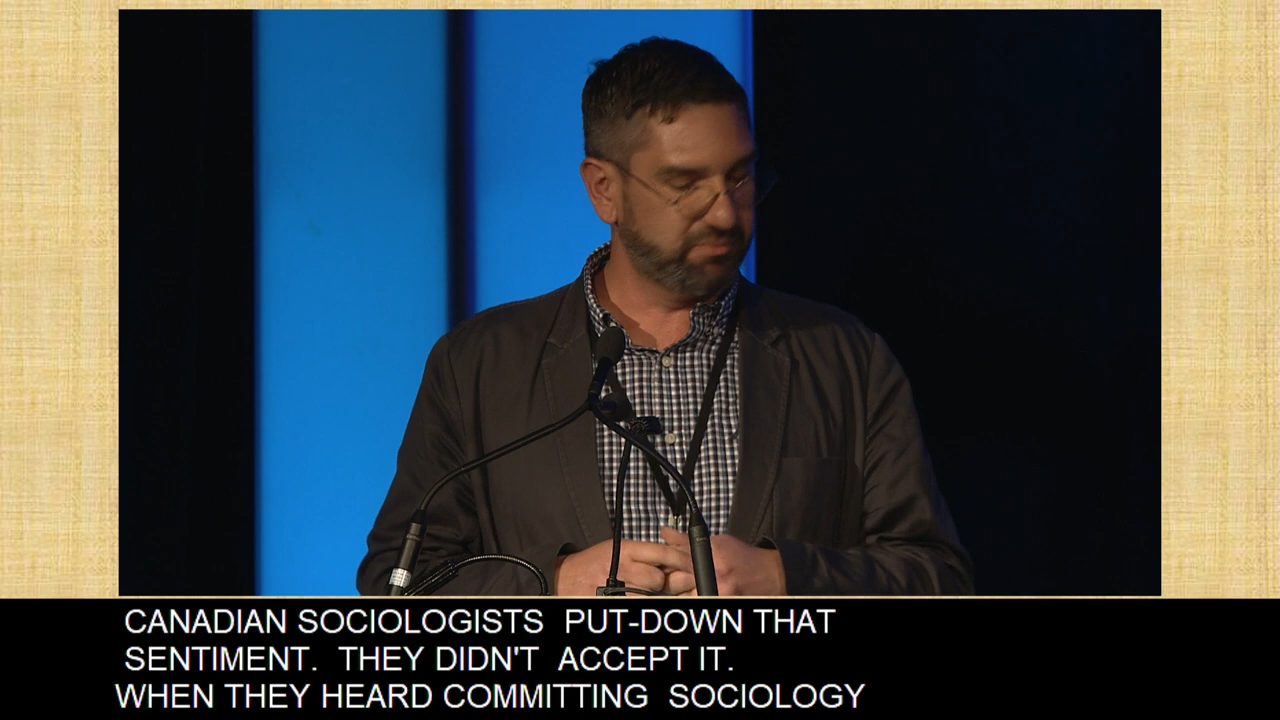 CANADIAN SOCIOLOGISTS  PUT-DOWN THAT
SENTIMENT.  THEY DIDN'T  ACCEPT IT.
WHEN THEY HEARD COMMITTING  SOCIOLOGY